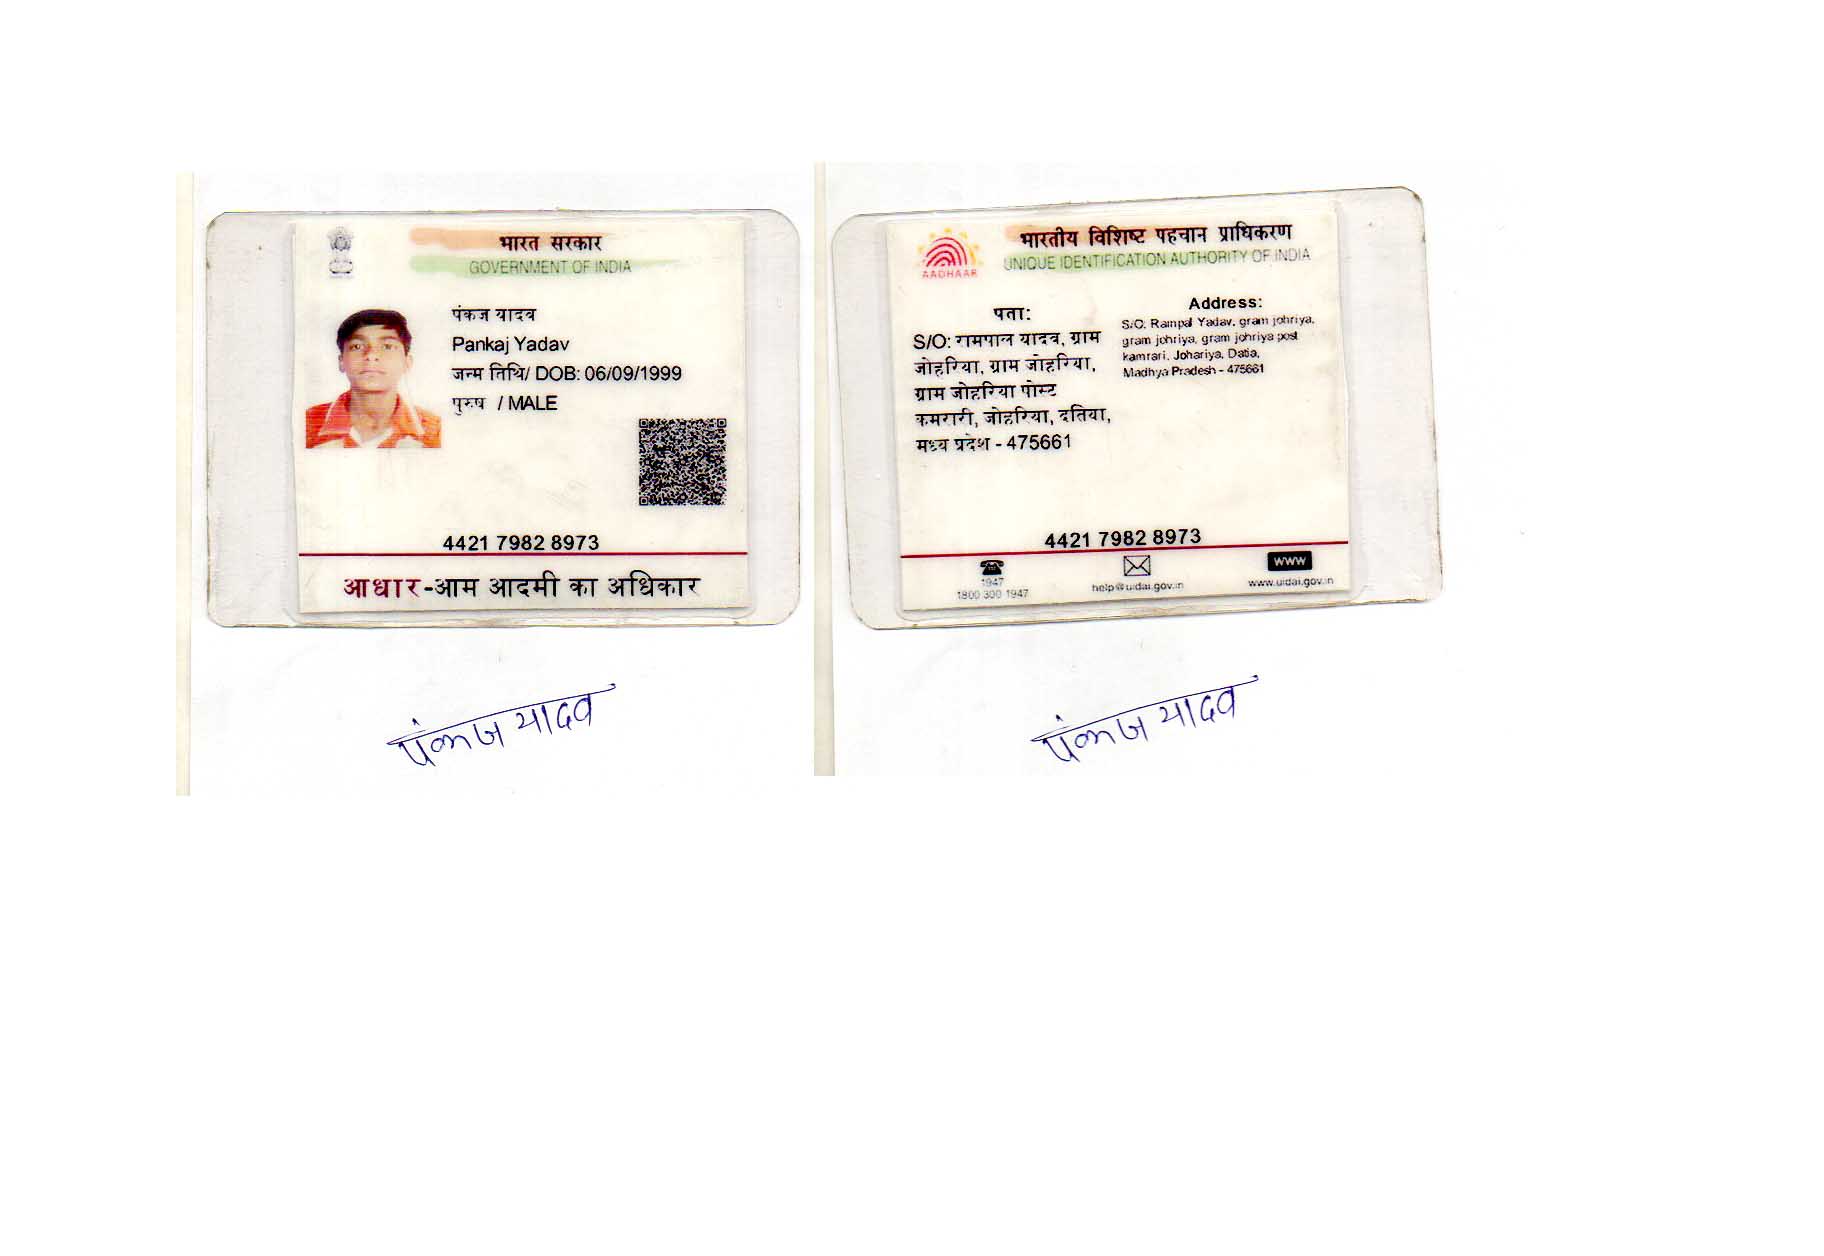 भारत सरकार
GOVERNMENT OF INDIA
पंकज यादव
Pankaj Yadav
जन्म तिथि/ DOB: 06/09/1999
पुरुष / MALE
4421 7982 8973
आधार-आम आदमी का अधिकार
पंकज यादव
भारतीय विशिष्ट पहचान प्राधिकरण
UNIQUE IDENTIFICATION AUTHORITY OF INDIA
AADHAAR
पता:
S/O: रामपाल यादव, ग्राम
जोहरिया, ग्राम जोहरिया,
ग्राम जोहरिया पोस्ट
कमरारी, जोहरिया, दतिया,
मध्य प्रदेश - 475661
Address:
S/O: Rampal Yadav, gram johriya,
gram johriya, gram johriya post
kamrari, Johariya, Datia,
Madhya Pradesh - 475661
4421 7982 8973
1947
1800 300 1947
help@uidai.gov.in
www
www.uidai.gov.in
पंकज यादव